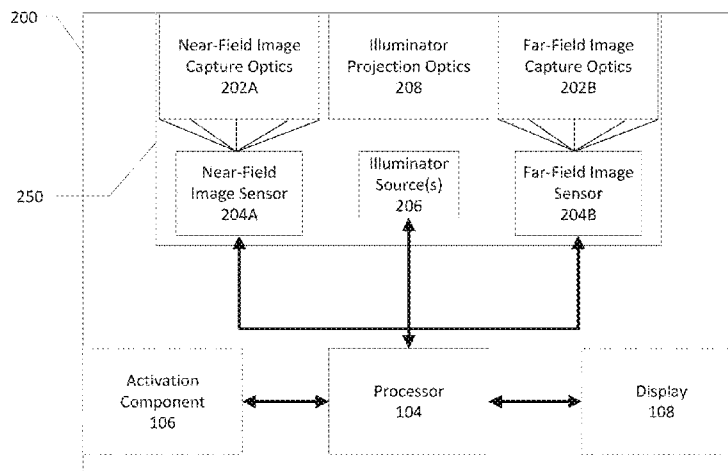 200
Near-Field Image
Capture Optics
202A
Illuminator
Projection Optics
208
Far-Field Image
Capture Optics
202B
250
Near-Field
Image Sensor
204A
Illuminator
Source(s)
206
Far-Field Image
Sensor
204B
Activation
Component
106
Processor
104
Display
108